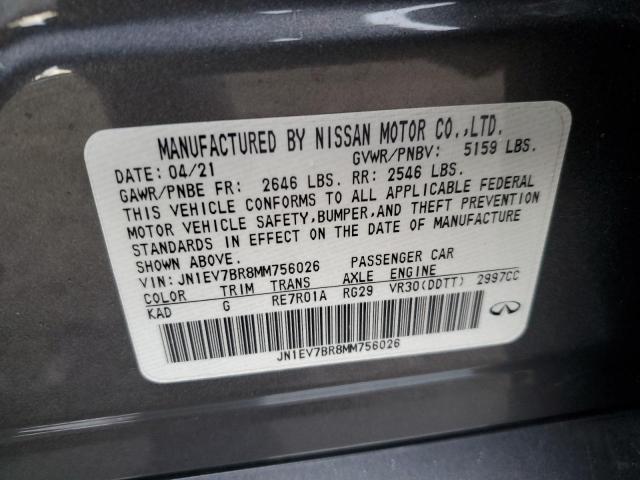 MANUFACTURED BY NISSAN MOTOR CO.,LTD.
DATE: 04/21 GVWR/PNBV: 5159 LBS.
GAWR/PNBE FR: 2646 LBS. RR: 2546 LBS.
THIS VEHICLE CONFORMS TO ALL APPLICABLE FEDERAL
MOTOR VEHICLE SAFETY,BUMPER,AND THEFT PREVENTION
STANDARDS IN EFFECT ON THE DATE OF MANUFACTURE
SHOWN ABOVE.
VIN: JN1EV7BR8MM756026 PASSENGER CAR
COLOR TRIM TRANS AXLE ENGINE
KAD G RE7R01A RG29 VR30(DDTT) 2997CC
JN1EV7BR8MM756026